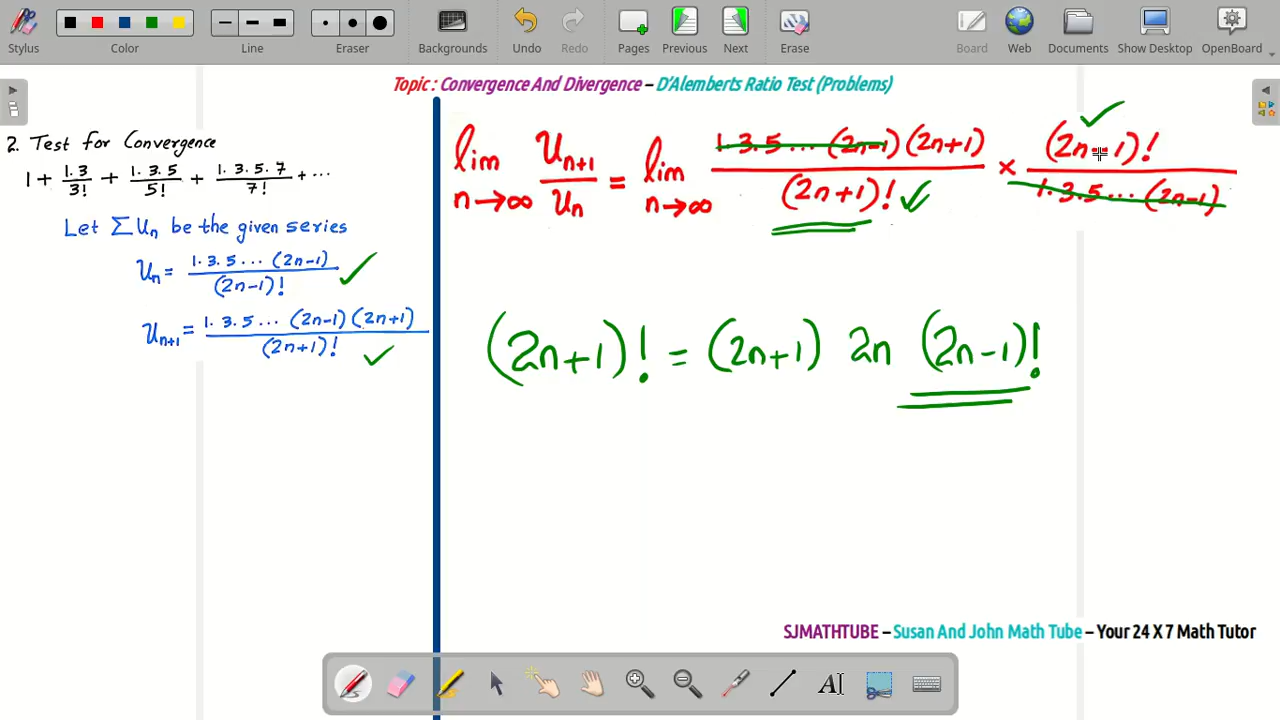 Stylus Color Line Eraser Backgrounds Undo Redo Pages Previous Next Erase Board Web Documents Show Desktop OpenBoard
Topic : Convergence And Divergence – D'Alemberts Ratio Test (Problems)
2. Test for Convergence
1 + 1.3/3! + 1.3.5/5! + 1.3.5.7/7! + ...
Let ΣUn be the given series
Un = 1.3.5... (2n-1)/(2n-1)! ✓
Un+1 = 1.3.5... (2n-1)(2n+1)/(2n+1)! ✓
lim n→∞ Un+1/Un = lim n→∞ 1.3.5... (2n-1)(2n+1)/(2n+1)! ✓ × (2n-1)!/1.3.5... (2n-1) ✓
(2n+1)! = (2n+1) 2n (2n-1)!
SJMATHTUBE – Susan And John Math Tube – Your 24 X 7 Math Tutor
AI